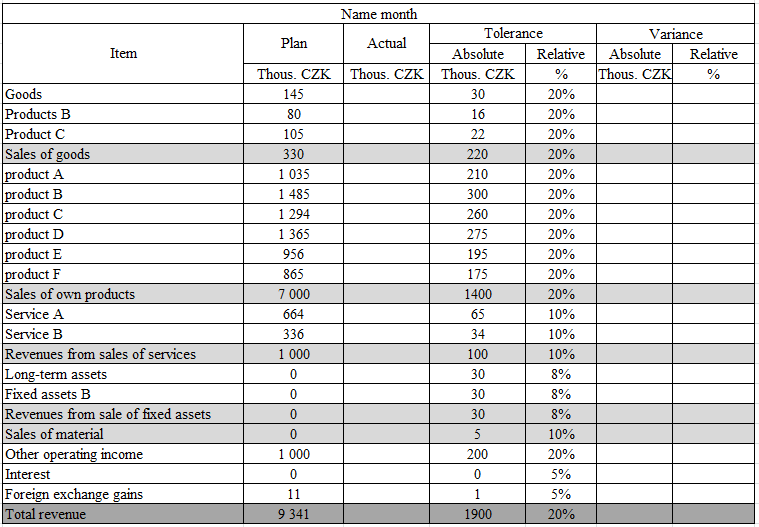 Name month
Item Plan Actual Tolerance Variance
Absolute Relative Absolute Relative
Thous. CZK Thous. CZK Thous. CZK % Thous. CZK %
Goods 145 30 20%
Products B 80 16 20%
Product C 105 22 20%
Sales of goods 330 220 20%
product A 1 035 210 20%
product B 1 485 300 20%
product C 1 294 260 20%
product D 1 365 275 20%
product E 956 195 20%
product F 865 175 20%
Sales of own products 7 000 1400 20%
Service A 664 65 10%
Service B 336 34 10%
Revenues from sales of services 1 000 100 10%
Long-term assets 0 30 8%
Fixed assets B 0 30 8%
Revenues from sale of fixed assets 0 30 8%
Sales of material 0 5 10%
Other operating income 1 000 200 20%
Interest 0 0 5%
Foreign exchange gains 11 1 5%
Total revenue 9 341 1900 20%